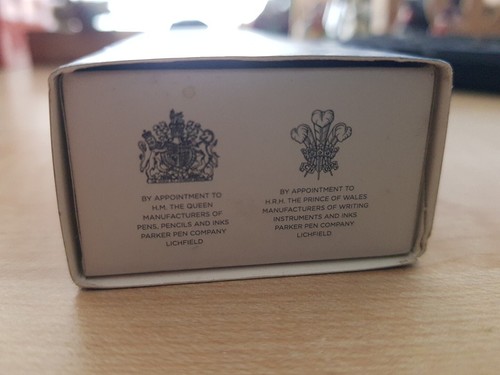 BY APPOINTMENT TO
H.M. THE QUEEN
MANUFACTURERS OF
PENS, PENCILS AND INKS
PARKER PEN COMPANY
LICHFIELD
BY APPOINTMENT TO
H.R.H. THE PRINCE OF WALES
MANUFACTURERS OF WRITING
INSTRUMENTS AND INKS
PARKER PEN COMPANY
LICHFIELD